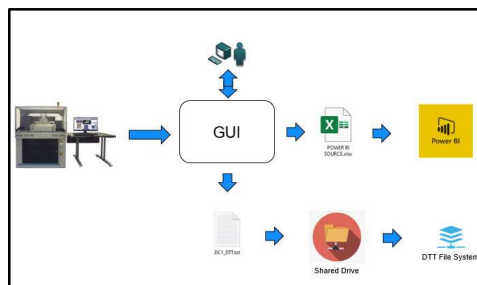 GUI
POWER BI
SOURCE.xlsx
Power BI
DC1_DTT.txt
Shared Drive
DTT File System